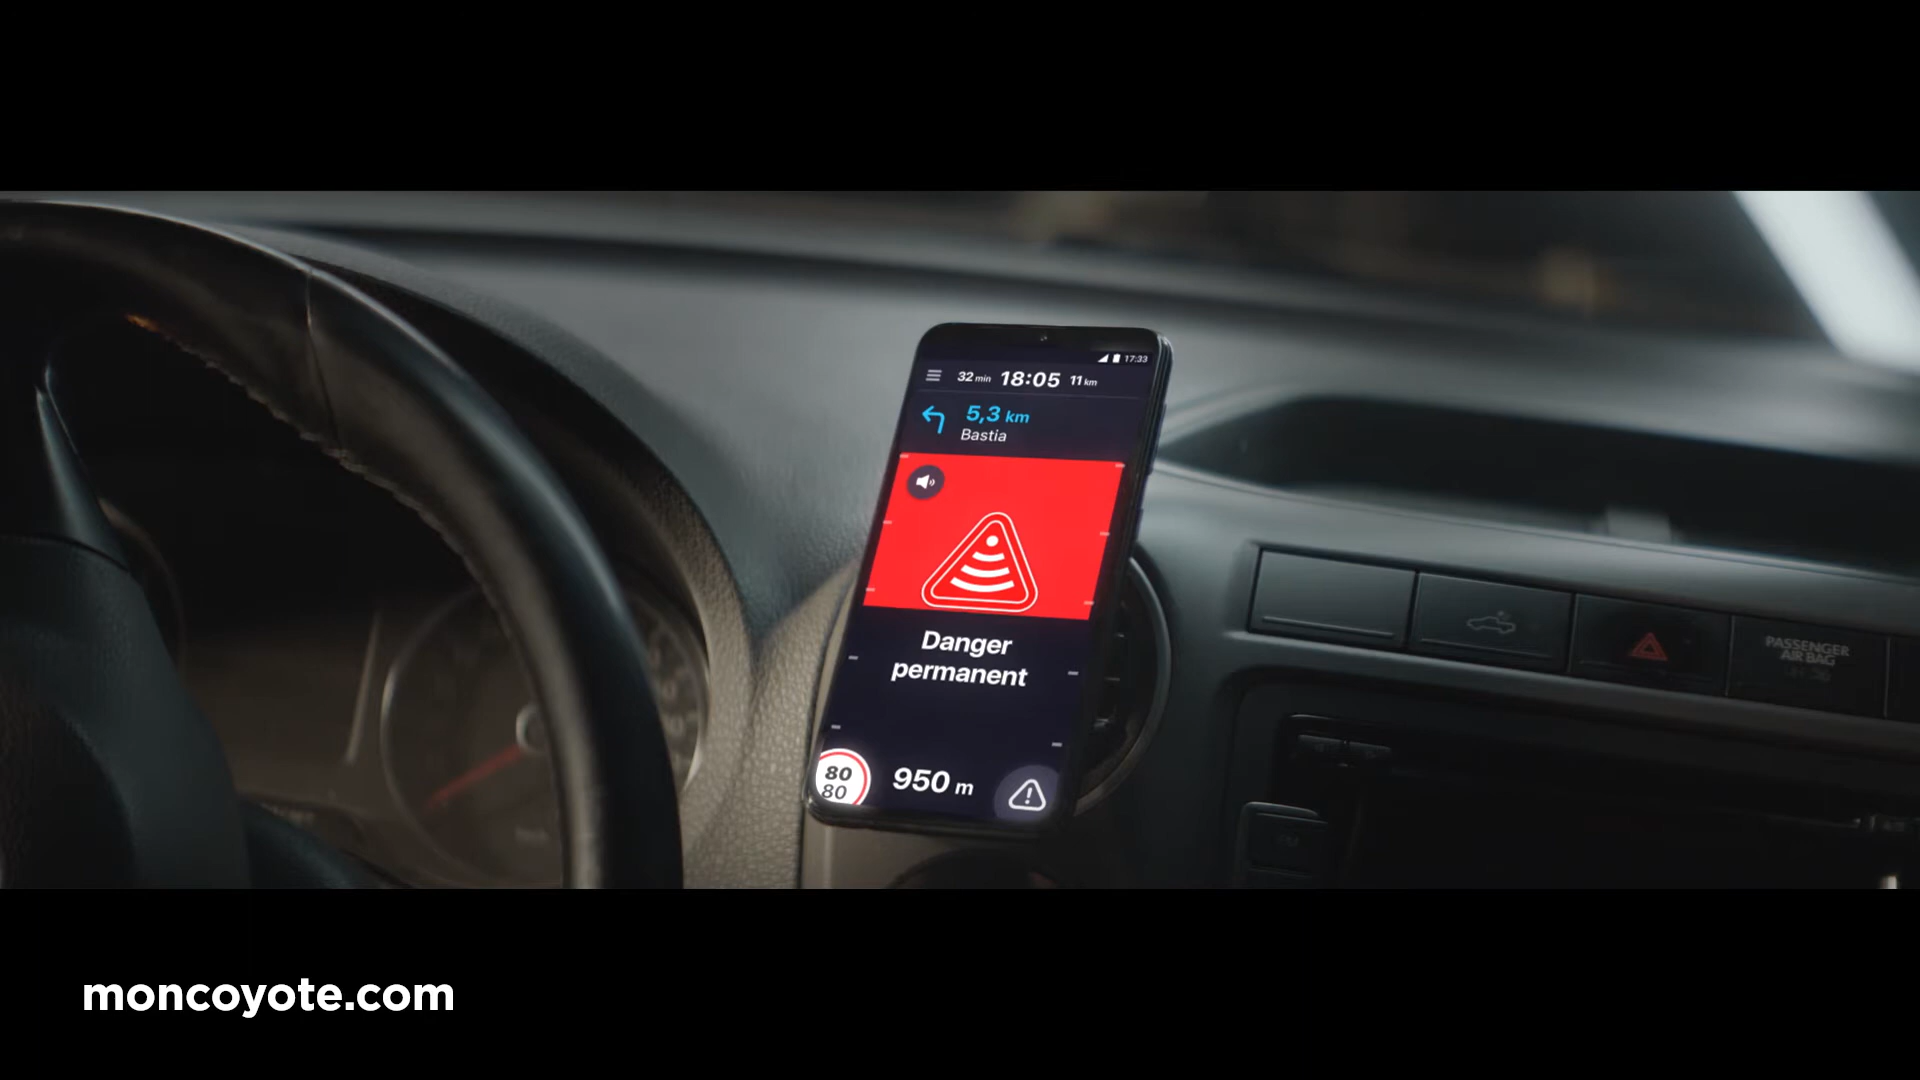 17:33
32 min 18:05 11 km
5,3 km
Bastia
Danger
permanent
80
80
950 m
PASSENGER
AIR BAG
moncoyote.com